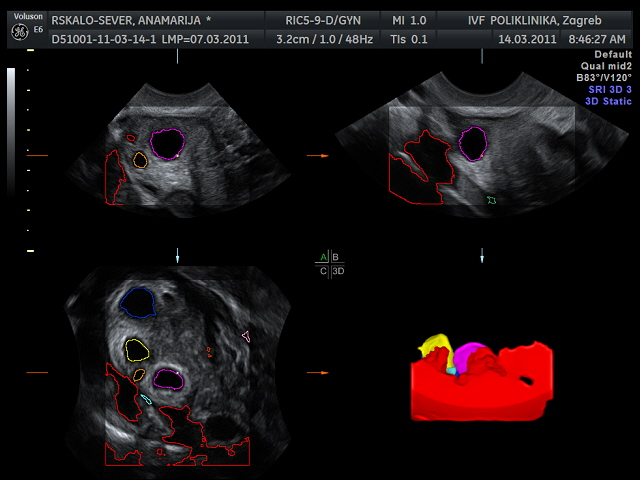 Voluson
E6
RSKALO-SEVER, ANAMARIJA * RIC5-9-D/GYN MI 1.0 IVF POLIKLINIKA, Zagreb
D51001-11-03-14-1 LMP=07.03.2011 3.2cm / 1.0 / 48Hz TIs 0.1 14.03.2011 8:46:27 AM
Default
Qual mid2
B83°/V120°
SRI 3D 3
3D Static
A B
C 3D